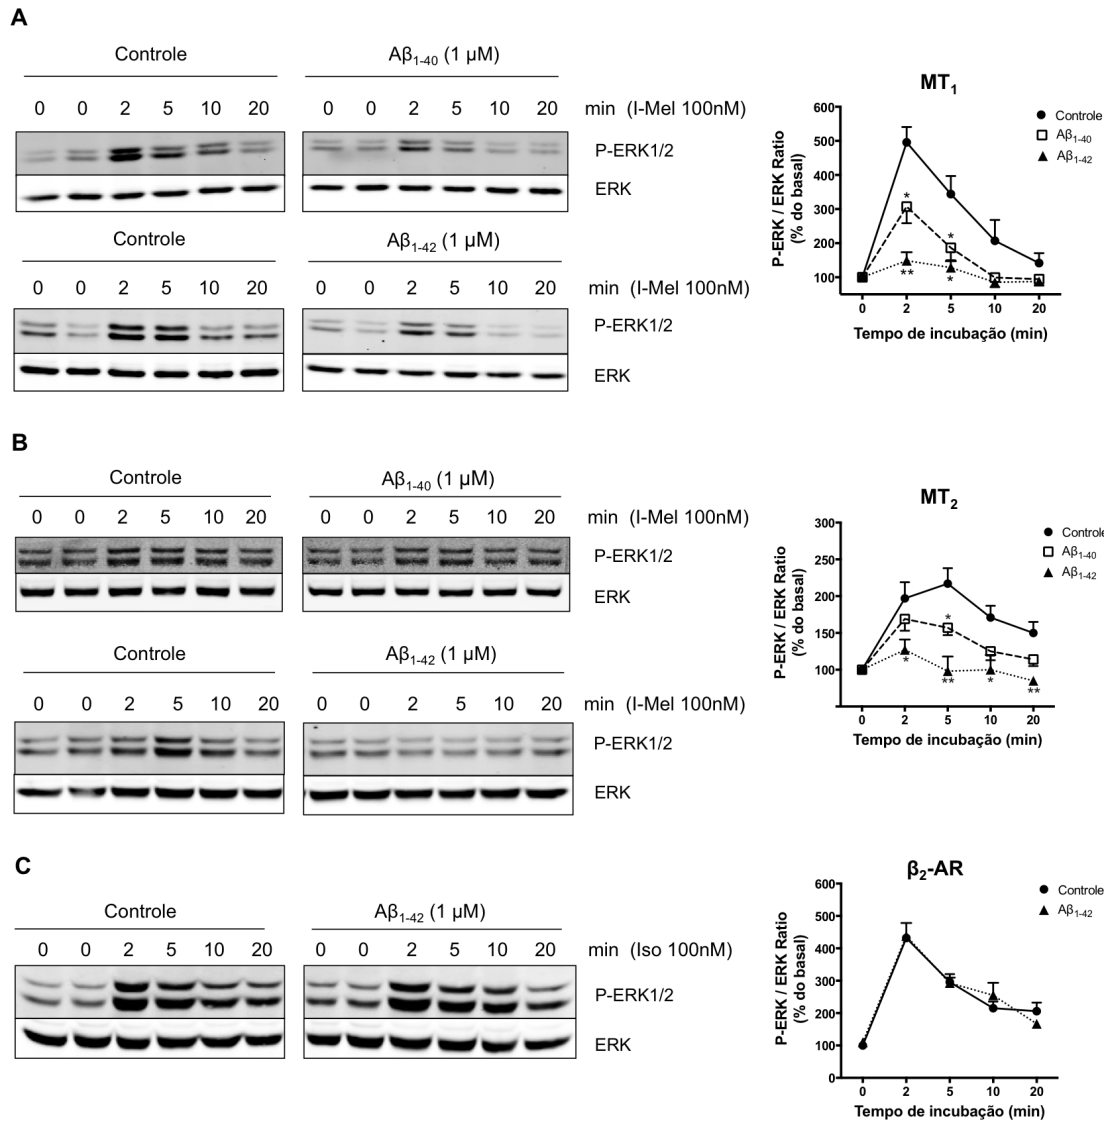 A
Controle
Aβ1-40 (1 µM)
0 0 2 5 10 20
0 0 2 5 10 20
min (I-Mel 100nM)
P-ERK1/2
ERK
Controle
Aβ1-42 (1 µM)
0 0 2 5 10 20
0 0 2 5 10 20
min (I-Mel 100nM)
P-ERK1/2
ERK
MT1
P-ERK / ERK Ratio
(% do basal)
600
500
400
300
200
100
*
*
**
*
0 2 5 10 20
Tempo de incubação (min)
Controle
Aβ1-40
Aβ1-42
B
Controle
Aβ1-40 (1 µM)
0 0 2 5 10 20
0 0 2 5 10 20
min (I-Mel 100nM)
P-ERK1/2
ERK
Controle
Aβ1-42 (1 µM)
0 0 2 5 10 20
0 0 2 5 10 20
min (I-Mel 100nM)
P-ERK1/2
ERK
MT2
P-ERK / ERK Ratio
(% do basal)
300
250
200
150
100
*
*
**
*
**
0 2 5 10 20
Tempo de incubação (min)
Controle
Aβ1-40
Aβ1-42
C
Controle
Aβ1-42 (1 µM)
0 0 2 5 10 20
0 0 2 5 10 20
min (Iso 100nM)
P-ERK1/2
ERK
β2-AR
P-ERK / ERK Ratio
(% do basal)
600
500
400
300
200
100
0
0 2 5 10 20
Tempo de incubação (min)
Controle
Aβ1-42